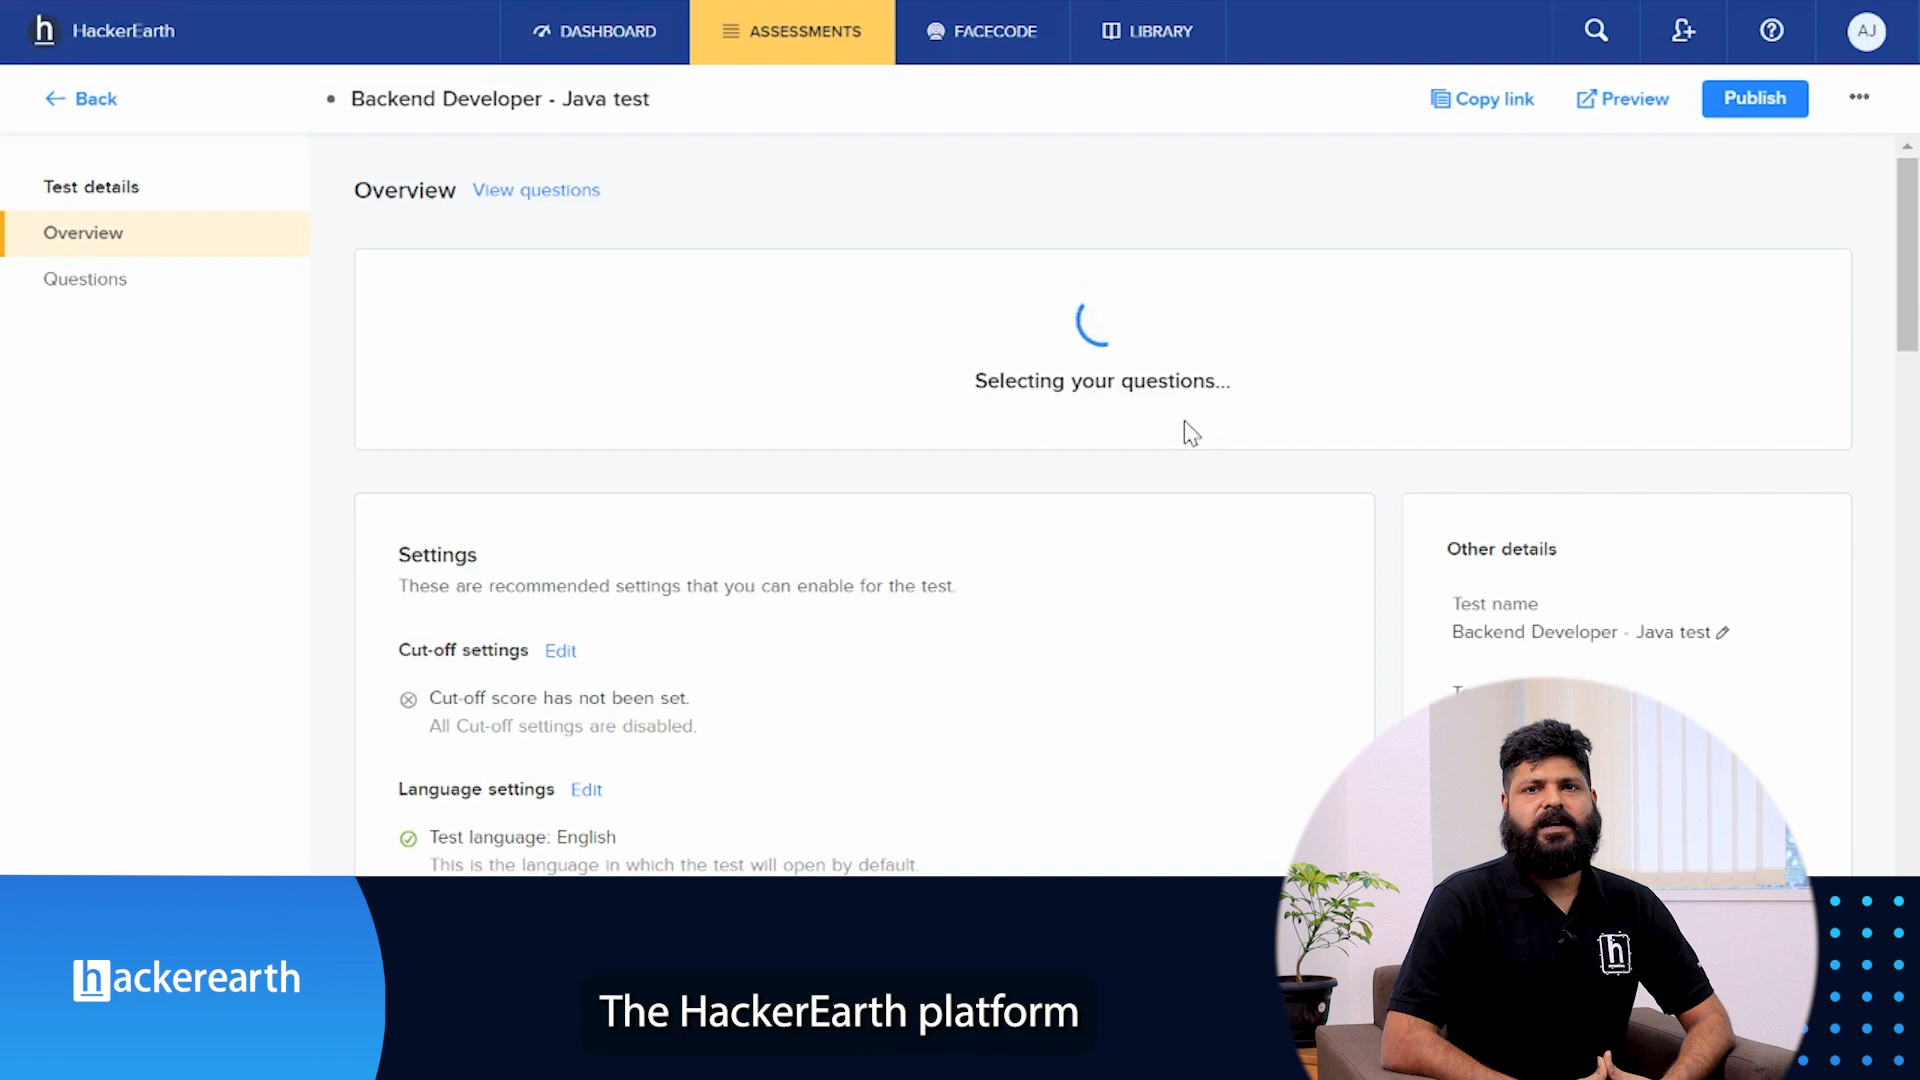 h HackerEarth
DASHBOARD
ASSESSMENTS
FACECODE
LIBRARY
AJ
Back
Backend Developer - Java test
Copy link
Preview
Publish
Test details
Overview
Questions
Overview View questions
Selecting your questions...
Settings
These are recommended settings that you can enable for the test.
Cut-off settings Edit
Cut-off score has not been set.
All Cut-off settings are disabled.
Language settings Edit
Test language: English
This is the language in which the test will open by default.
Other details
Test name
Backend Developer - Java test
hackerearth
The HackerEarth platform
h